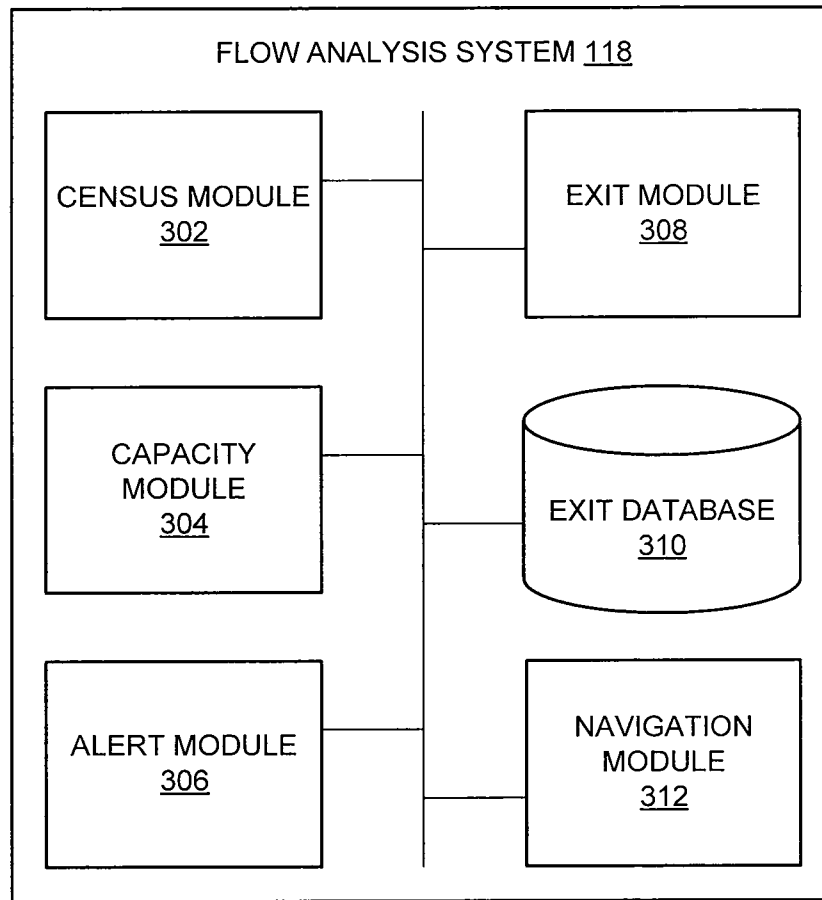 FLOW ANALYSIS SYSTEM 118
CENSUS MODULE
302
EXIT MODULE
308
CAPACITY
MODULE
304
EXIT DATABASE
310
ALERT MODULE
306
NAVIGATION
MODULE
312